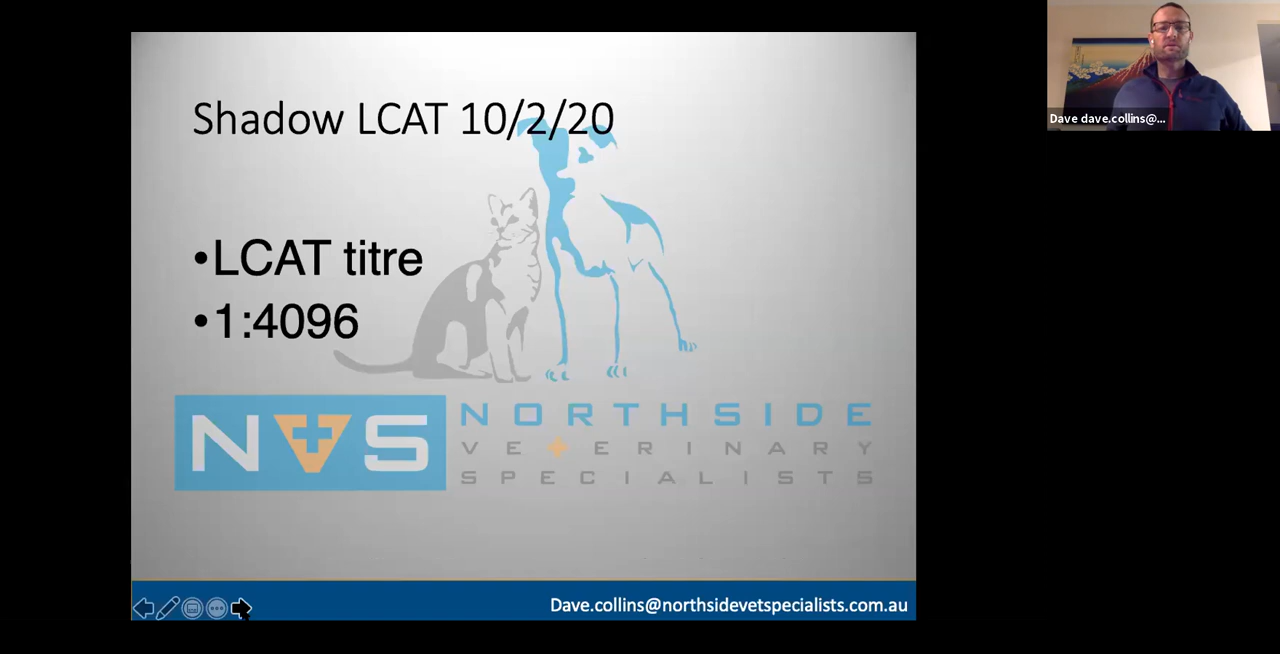 Shadow LCAT 10/2/20
•LCAT titre
•1:4096
NVS
NORTHSIDE
VETERINARY
SPECIALISTS
Dave.collins@northsidevetspecialists.com.au
Dave dave.collins@...